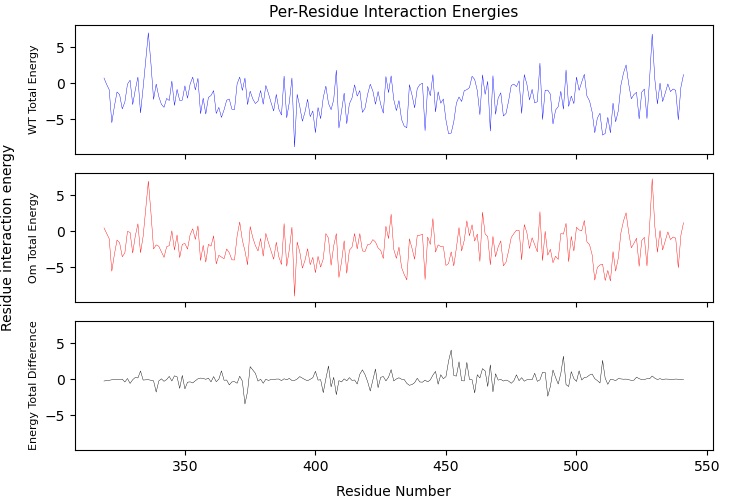 Per-Residue Interaction Energies
Residue interaction energy
WT Total Energy
5
0
−5
Om Total Energy
5
0
−5
Energy Total Difference
5
0
−5
350
400
450
500
550
Residue Number